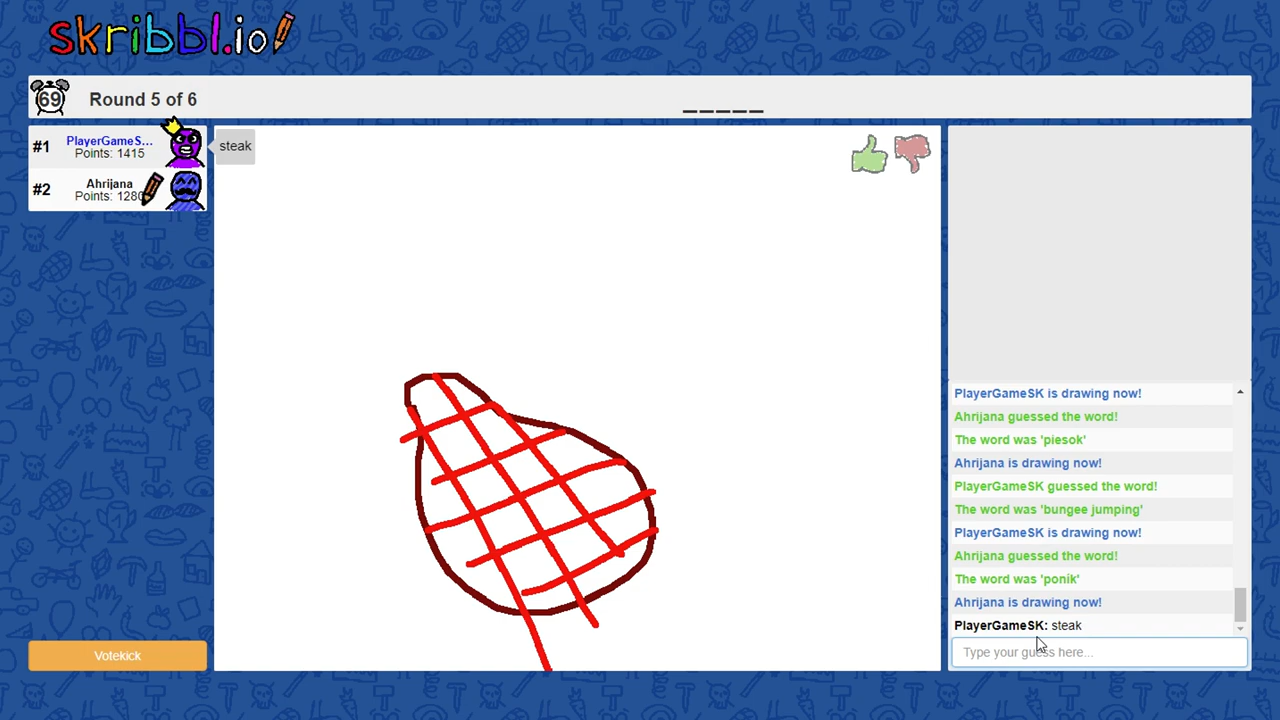 skribbl.io
69
Round 5 of 6
_____
#1
PlayerGameS...
Points: 1415
steak
#2
Ahrijana
Points: 1280
PlayerGameSK is drawing now!
Ahrijana guessed the word!
The word was 'piesok'
Ahrijana is drawing now!
PlayerGameSK guessed the word!
The word was 'bungee jumping'
PlayerGameSK is drawing now!
Ahrijana guessed the word!
The word was 'poník'
Ahrijana is drawing now!
PlayerGameSK: steak
Type your guess here...
Votekick